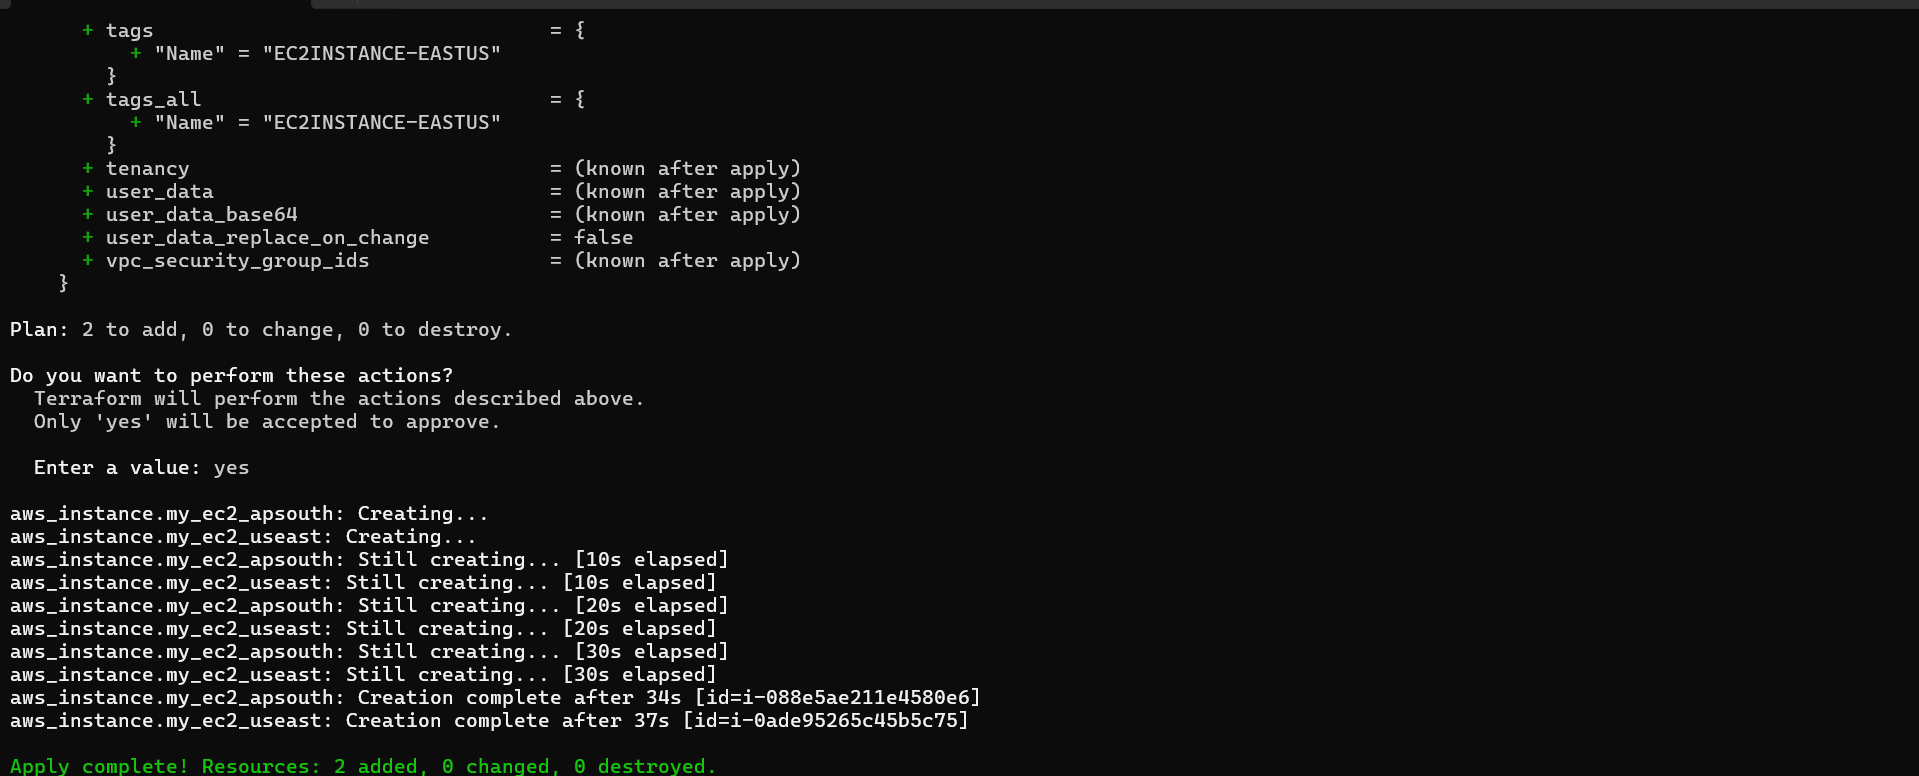 + tags = {
+ "Name" = "EC2INSTANCE-EASTUS"
}
+ tags_all = {
+ "Name" = "EC2INSTANCE-EASTUS"
}
+ tenancy = (known after apply)
+ user_data = (known after apply)
+ user_data_base64 = (known after apply)
+ user_data_replace_on_change = false
+ vpc_security_group_ids = (known after apply)
}
Plan: 2 to add, 0 to change, 0 to destroy.
Do you want to perform these actions?
Terraform will perform the actions described above.
Only 'yes' will be accepted to approve.
Enter a value: yes
aws_instance.my_ec2_apsouth: Creating...
aws_instance.my_ec2_useast: Creating...
aws_instance.my_ec2_apsouth: Still creating... [10s elapsed]
aws_instance.my_ec2_useast: Still creating... [10s elapsed]
aws_instance.my_ec2_apsouth: Still creating... [20s elapsed]
aws_instance.my_ec2_useast: Still creating... [20s elapsed]
aws_instance.my_ec2_apsouth: Still creating... [30s elapsed]
aws_instance.my_ec2_useast: Still creating... [30s elapsed]
aws_instance.my_ec2_apsouth: Creation complete after 34s [id=i-088e5ae211e4580e6]
aws_instance.my_ec2_useast: Creation complete after 37s [id=i-0ade95265c45b5c75]
Apply complete! Resources: 2 added, 0 changed, 0 destroyed.